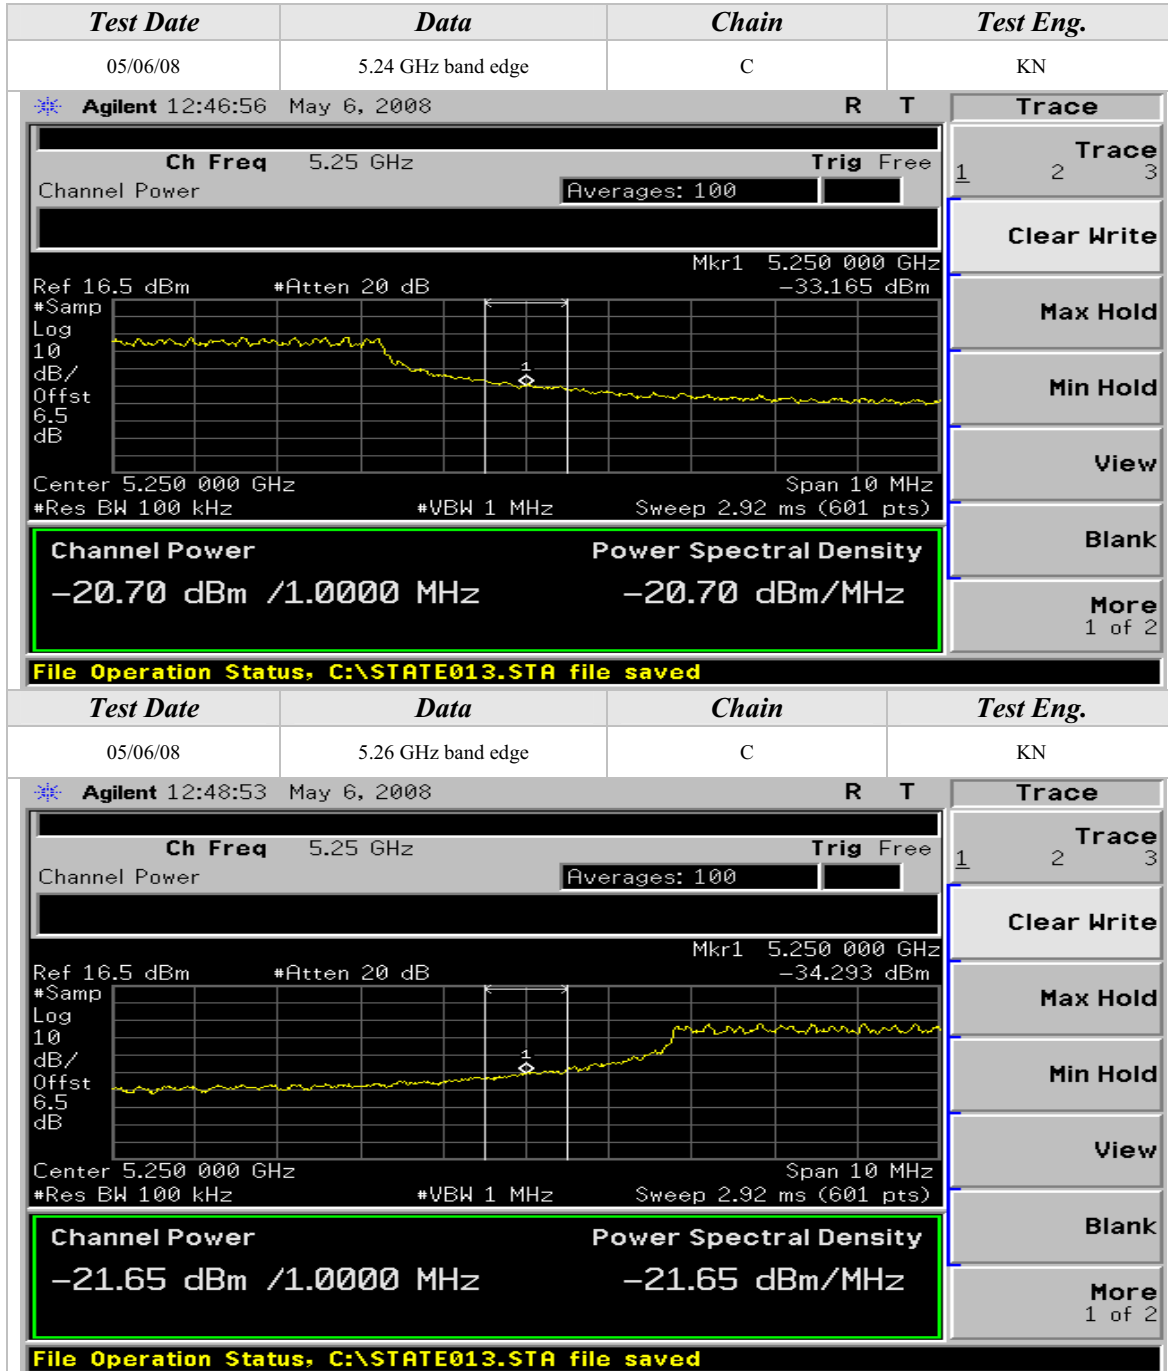 Test Date Data Chain Test Eng.
05/06/08 5.24 GHz band edge C KN
Agilent 12:46:56 May 6, 2008 R T Trace
Ch Freq 5.25 GHz Trig Free
Channel Power Averages: 100
Trace
1 2 3
Clear Write
Mkr1 5.250 000 GHz
Ref 16.5 dBm #Atten 20 dB -33.165 dBm
#Samp
Log
10
dB/
Offst
6.5
dB
1
Max Hold
Min Hold
View
Center 5.250 000 GHz Span 10 MHz
#Res BW 100 kHz #VBW 1 MHz Sweep 2.92 ms (601 pts)
Channel Power Power Spectral Density
-20.70 dBm /1.0000 MHz -20.70 dBm/MHz
Blank
More
1 of 2
File Operation Status, C:\STATE013.STA file saved
Test Date Data Chain Test Eng.
05/06/08 5.26 GHz band edge C KN
Agilent 12:48:53 May 6, 2008 R T Trace
Ch Freq 5.25 GHz Trig Free
Channel Power Averages: 100
Trace
1 2 3
Clear Write
Mkr1 5.250 000 GHz
Ref 16.5 dBm #Atten 20 dB -34.293 dBm
#Samp
Log
10
dB/
Offst
6.5
dB
1
Max Hold
Min Hold
View
Center 5.250 000 GHz Span 10 MHz
#Res BW 100 kHz #VBW 1 MHz Sweep 2.92 ms (601 pts)
Channel Power Power Spectral Density
-21.65 dBm /1.0000 MHz -21.65 dBm/MHz
Blank
More
1 of 2
File Operation Status, C:\STATE013.STA file saved